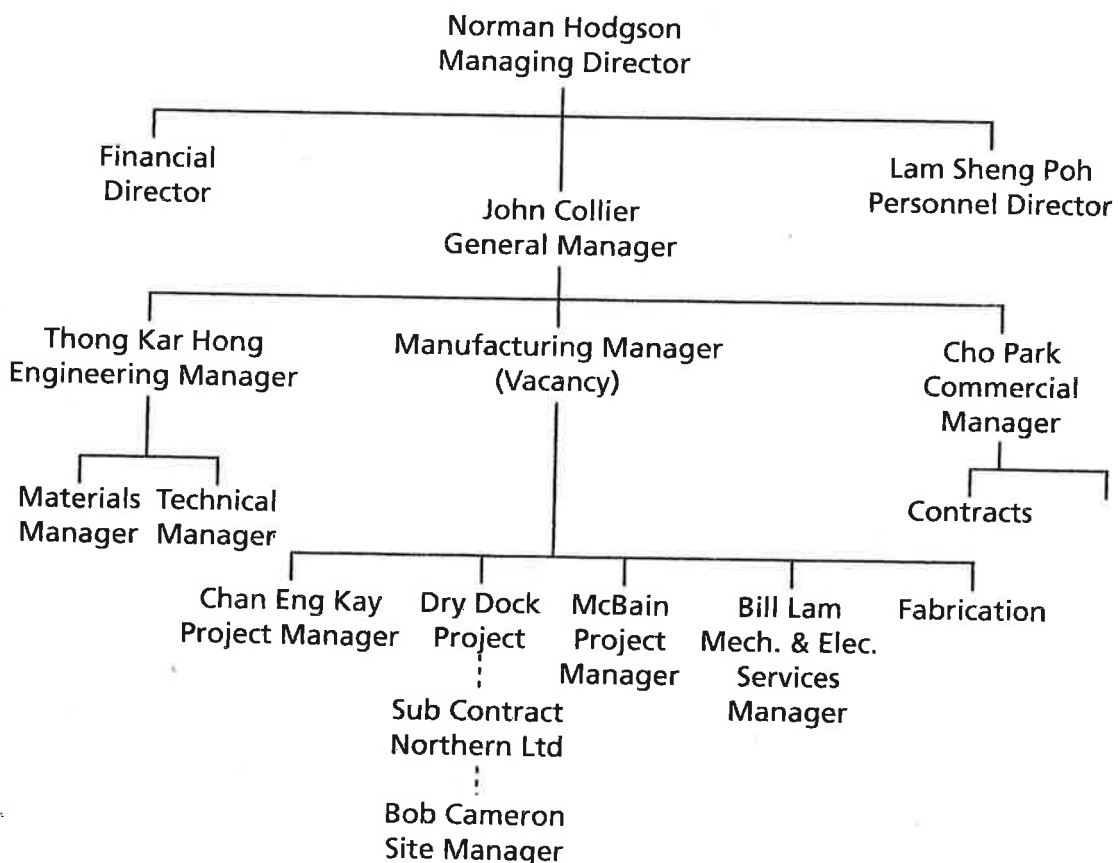 Norman Hodgson
Managing Director
Financial
Director
John Collier
General Manager
Lam Sheng Poh
Personnel Director
Thong Kar Hong
Engineering Manager
Manufacturing Manager
(Vacancy)
Cho Park
Commercial
Manager
Materials
Manager
Technical
Manager
Contracts
Chan Eng Kay
Project Manager
Dry Dock
Project
McBain
Project
Manager
Bill Lam
Mech. & Elec.
Services
Manager
Fabrication
Sub Contract
Northern Ltd
Bob Cameron
Site Manager